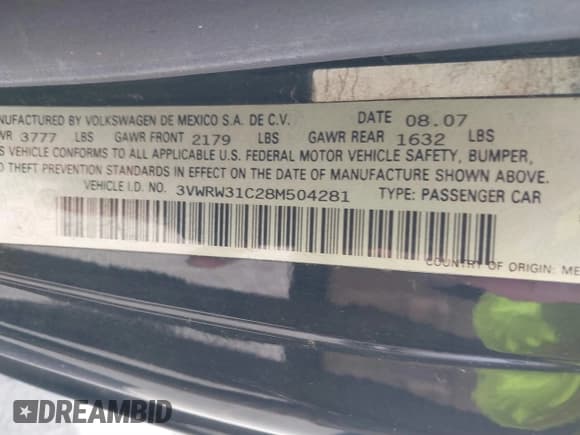 NUFACTURED BY VOLKSWAGEN DE MEXICO S.A. DE C.V. DATE 08.07
WR 3777 LBS GAWR FRONT 2179 LBS GAWR REAR 1632 LBS
S VEHICLE CONFORMS TO ALL APPLICABLE U.S. FEDERAL MOTOR VEHICLE SAFETY, BUMPER,
D THEFT PREVENTION STANDARDS IN EFFECT ON THE DATE OF MANUFACTURE SHOWN ABOVE.
VEHICLE I.D. NO. 3VWRW31C28M504281 TYPE: PASSENGER CAR
COUNTRY OF ORIGIN: ME
DREAMBID